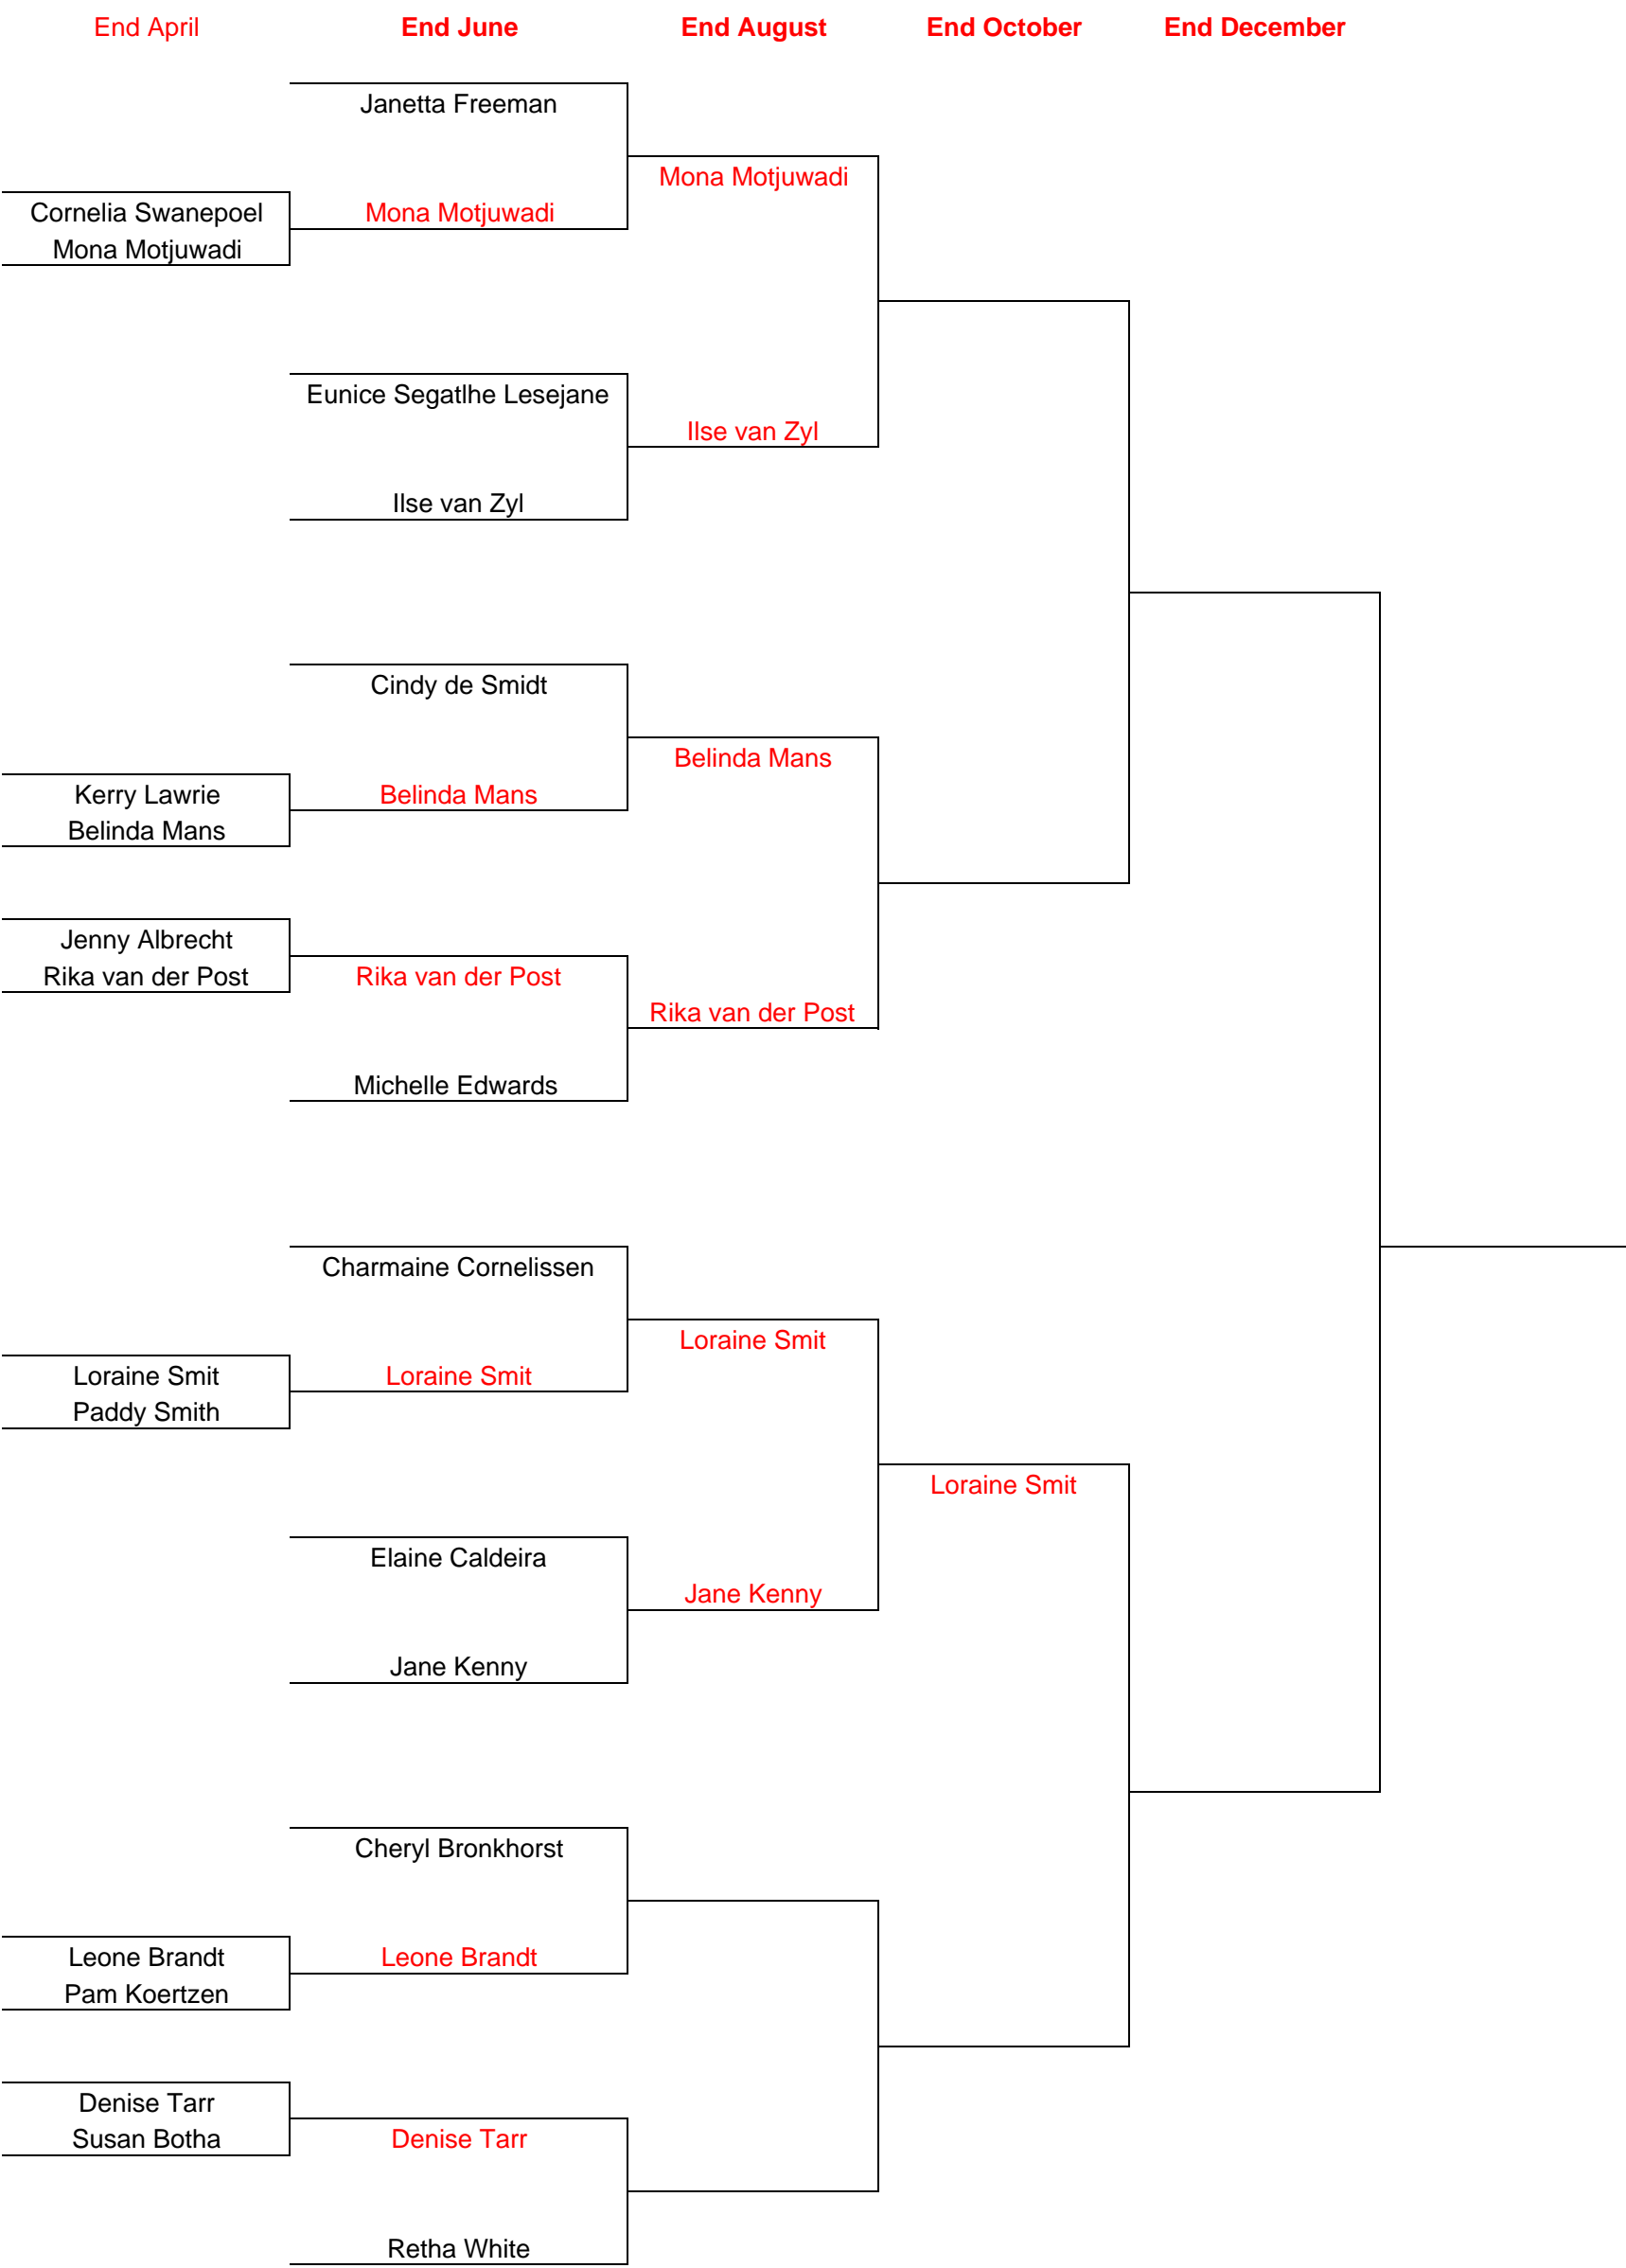 End April End June End August End October End December
Janetta Freeman
Mona Motjuwadi
Cornelia Swanepoel Mona Motjuwadi
Mona Motjuwadi
Eunice Segatlhe Lesejane
Ilse van Zyl
Ilse van Zyl
Cindy de Smidt
Belinda Mans
Kerry Lawrie Belinda Mans
Belinda Mans
Jenny Albrecht
Rika van der Post Rika van der Post
Rika van der Post
Michelle Edwards
Charmaine Cornelissen
Loraine Smit
Loraine Smit Loraine Smit
Paddy Smith
Loraine Smit
Elaine Caldeira
Jane Kenny
Jane Kenny
Cheryl Bronkhorst
Leone Brandt Leone Brandt
Pam Koertzen
Denise Tarr
Susan Botha Denise Tarr
Retha White